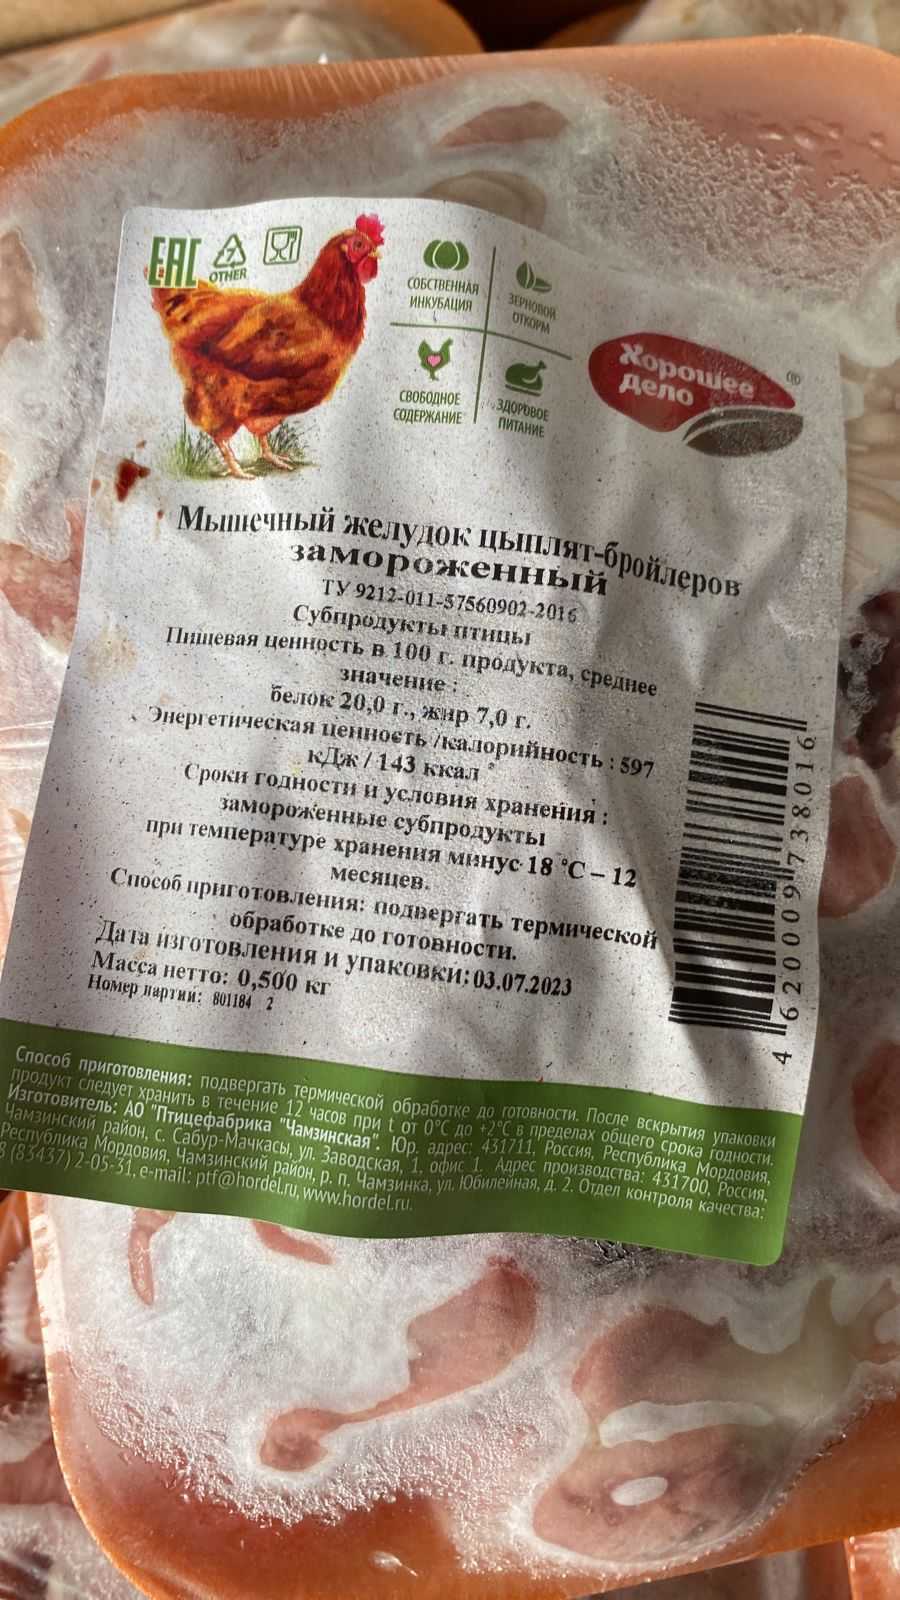 EAC
7
OTHER
СОБСТВЕННАЯ
ИНКУБАЦИЯ
ЗЕРНОВОЙ
ОТКОРМ
СВОБОДНОЕ
СОДЕРЖАНИЕ
ЗДОРОВОЕ
ПИТАНИЕ
Хорошее
дело
®
Мышечный желудок цыплят-бройлеров
замороженный
ТУ 9212-011-57560902-2016
Субпродукты птицы
Пищевая ценность в 100 г. продукта, среднее
значение :
белок 20,0 г., жир 7,0 г.
Энергетическая ценность /калорийность : 597
кДж / 143 ккал
Сроки годности и условия хранения :
замороженные субпродукты
при температуре хранения минус 18 °С – 12
месяцев.
Способ приготовления: подвергать термической
обработке до готовности.
Дата изготовления и упаковки: 03.07.2023
Масса нетто: 0,500 кг
Номер партии: 801184 2
4620009738016
Способ приготовления: подвергать термической обработке до готовности. После вскрытия упаковки
продукт следует хранить в течение 12 часов при t от 0°С до +2°С в пределах общего срока годности.
Изготовитель: АО "Птицефабрика "Чамзинская". Юр. адрес: 431711, Россия, Республика Мордовия,
Чамзинский район, с. Сабур-Мачкасы, ул. Заводская, 1, офис 1. Адрес производства: 431700, Россия,
Республика Мордовия, Чамзинский район, р. п. Чамзинка, ул. Юбилейная, д. 2. Отдел контроля качества:
8 (83437) 2-05-31, e-mail: ptf@hordel.ru, www.hordel.ru.